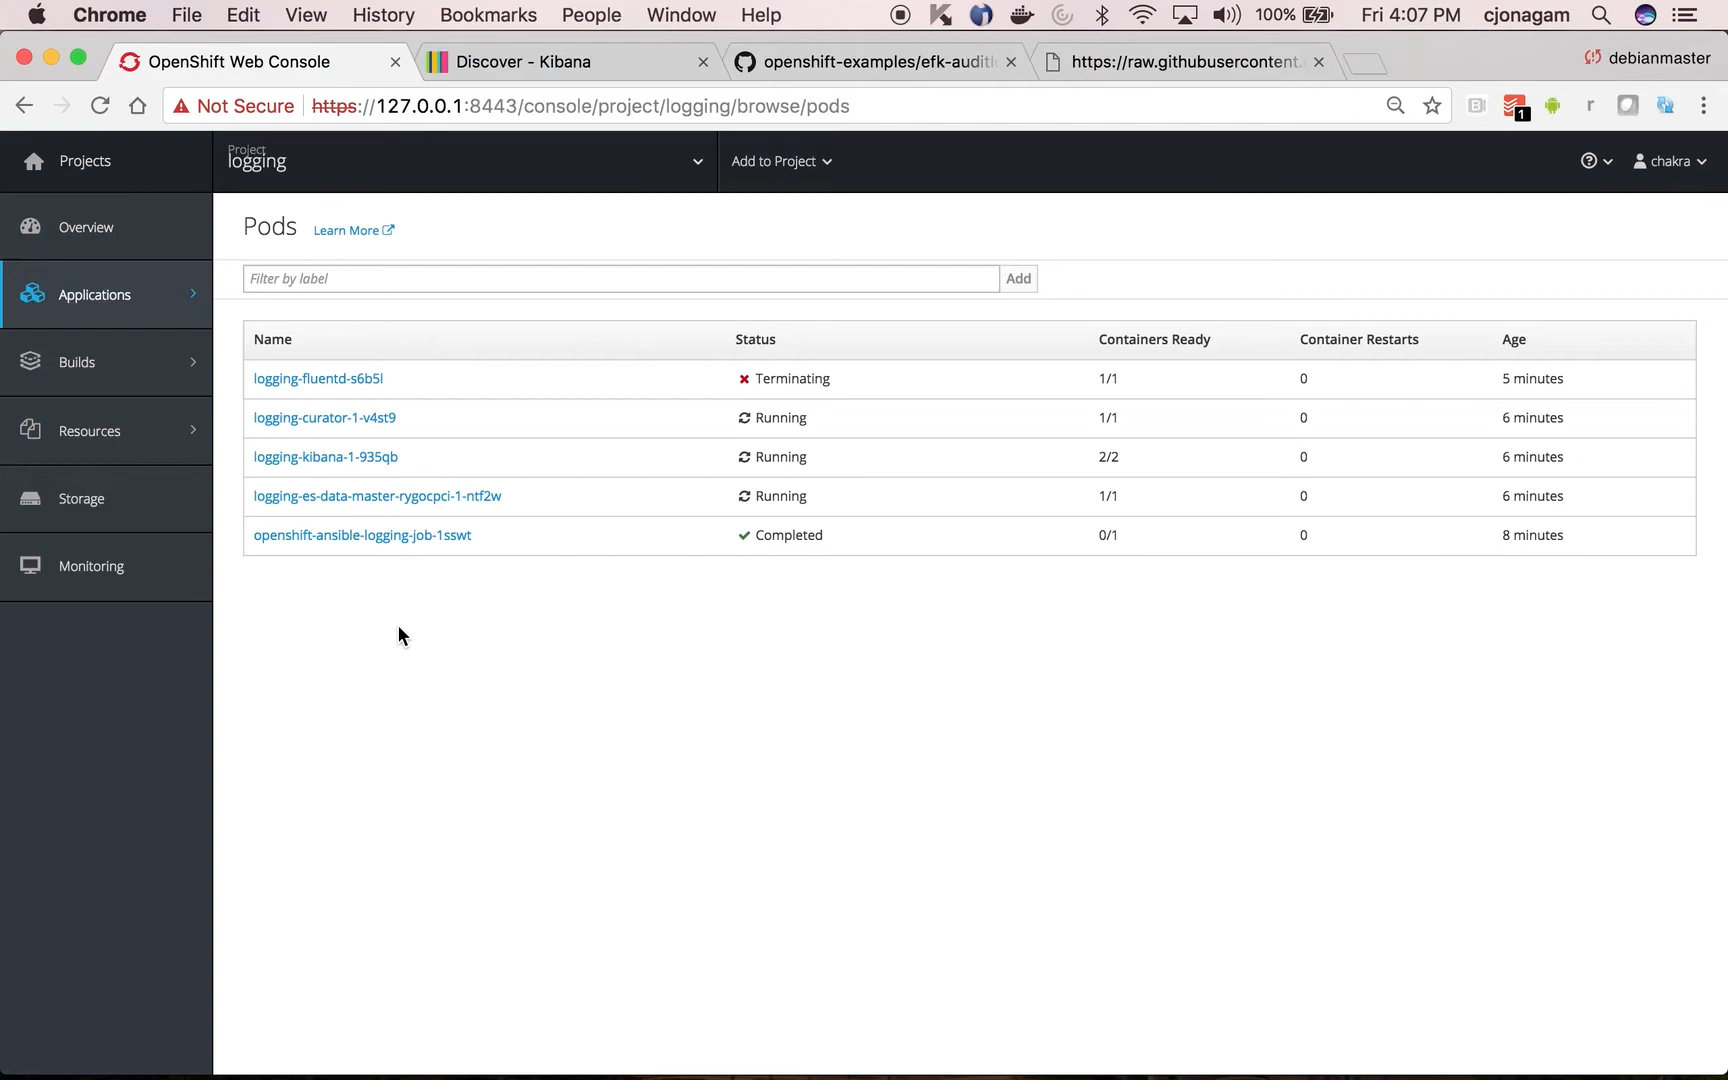 Chrome File Edit View History Bookmarks People Window Help 100% Fri 4:07 PM cjonagam
OpenShift Web Console Discover - Kibana openshift-examples/efk-auditl https://raw.githubusercontent. debianmaster
Not Secure https://127.0.0.1:8443/console/project/logging/browse/pods 1
Projects Project logging Add to Project chakra
Overview
Applications
Builds
Resources
Storage
Monitoring
Pods Learn More
Filter by label Add
Name Status Containers Ready Container Restarts Age
logging-fluentd-s6b5l Terminating 1/1 0 5 minutes
logging-curator-1-v4st9 Running 1/1 0 6 minutes
logging-kibana-1-935qb Running 2/2 0 6 minutes
logging-es-data-master-rygocpci-1-ntf2w Running 1/1 0 6 minutes
openshift-ansible-logging-job-1sswt Completed 0/1 0 8 minutes